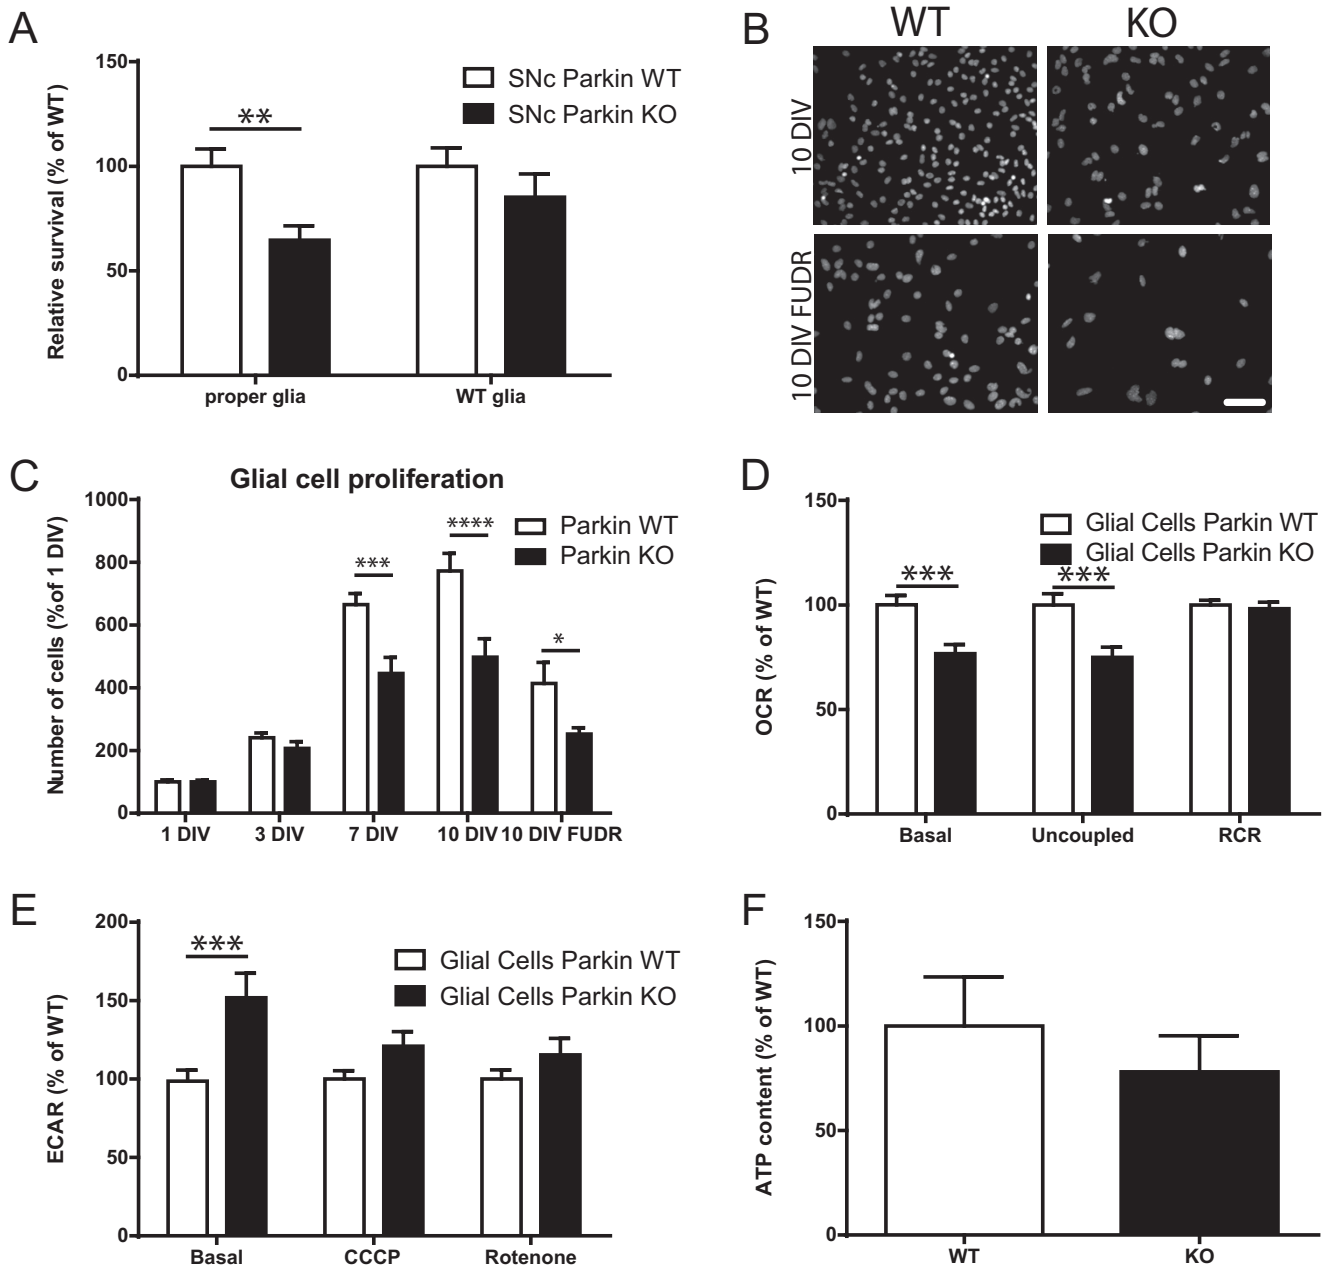 A
Relative survival (% of WT)
150
100
50
0
**
SNc Parkin WT
SNc Parkin KO
proper glia
WT glia
B
WT
KO
10 DIV
10 DIV FUDR
C
Glial cell proliferation
Number of cells (%of 1 DIV)
1000
800
600
400
200
0
***
****
*
Parkin WT
Parkin KO
1 DIV
3 DIV
7 DIV
10 DIV
10 DIV FUDR
D
OCR (% of WT)
150
100
50
0
Glial Cells Parkin WT
Glial Cells Parkin KO
***
***
Basal
Uncoupled
RCR
E
ECAR (% of WT)
200
150
100
50
0
***
Glial Cells Parkin WT
Glial Cells Parkin KO
Basal
CCCP
Rotenone
F
ATP content (% of WT)
150
100
50
0
WT
KO